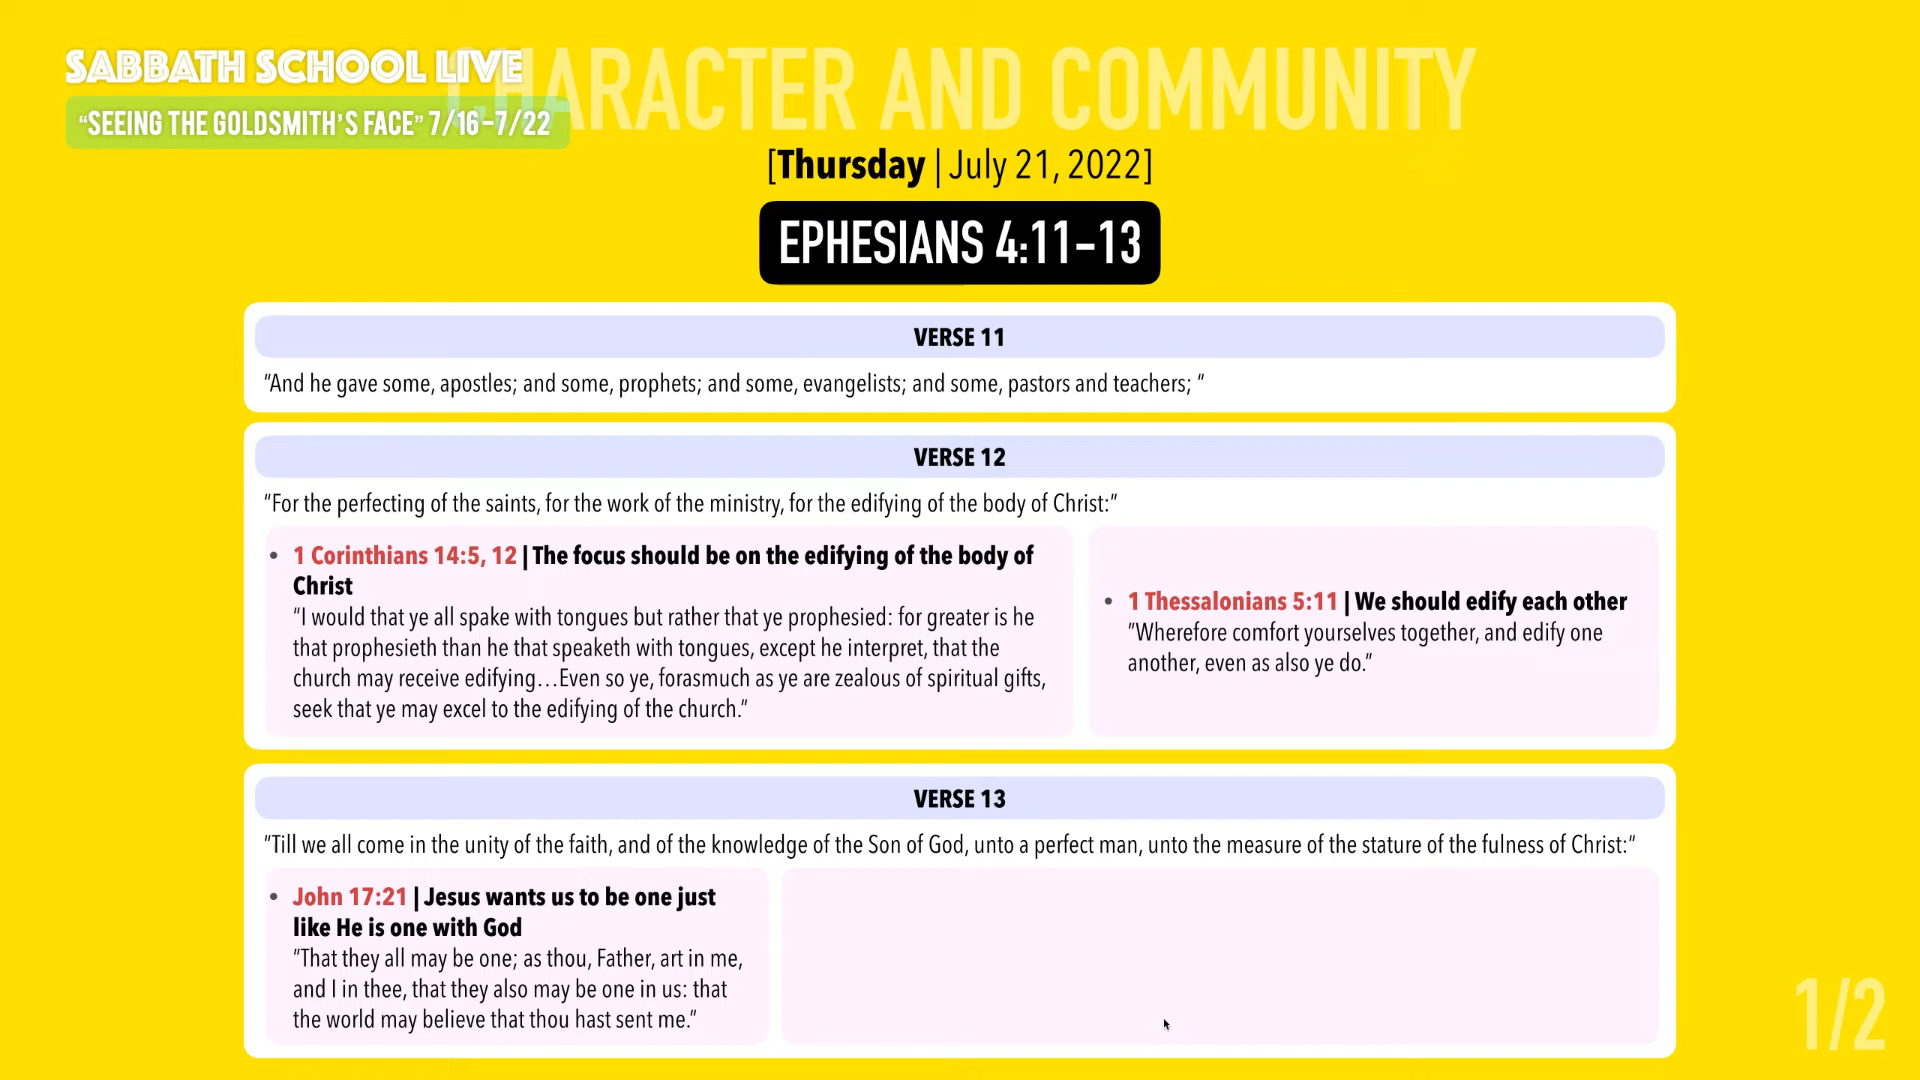 SABBATH SCHOOL LIVE
CHARACTER AND COMMUNITY
“SEEING THE GOLDSMITH’S FACE” 7/16–7/22
[Thursday | July 21, 2022]
EPHESIANS 4:11–13
VERSE 11
“And he gave some, apostles; and some, prophets; and some, evangelists; and some, pastors and teachers; “
VERSE 12
“For the perfecting of the saints, for the work of the ministry, for the edifying of the body of Christ:”
• 1 Corinthians 14:5, 12 | The focus should be on the edifying of the body of
Christ
“I would that ye all spake with tongues but rather that ye prophesied: for greater is he
that prophesieth than he that speaketh with tongues, except he interpret, that the
church may receive edifying…Even so ye, forasmuch as ye are zealous of spiritual gifts,
seek that ye may excel to the edifying of the church.”
• 1 Thessalonians 5:11 | We should edify each other
“Wherefore comfort yourselves together, and edify one
another, even as also ye do.”
VERSE 13
“Till we all come in the unity of the faith, and of the knowledge of the Son of God, unto a perfect man, unto the measure of the stature of the fulness of Christ:“
• John 17:21 | Jesus wants us to be one just
like He is one with God
“That they all may be one; as thou, Father, art in me,
and I in thee, that they also may be one in us: that
the world may believe that thou hast sent me.”
1/2